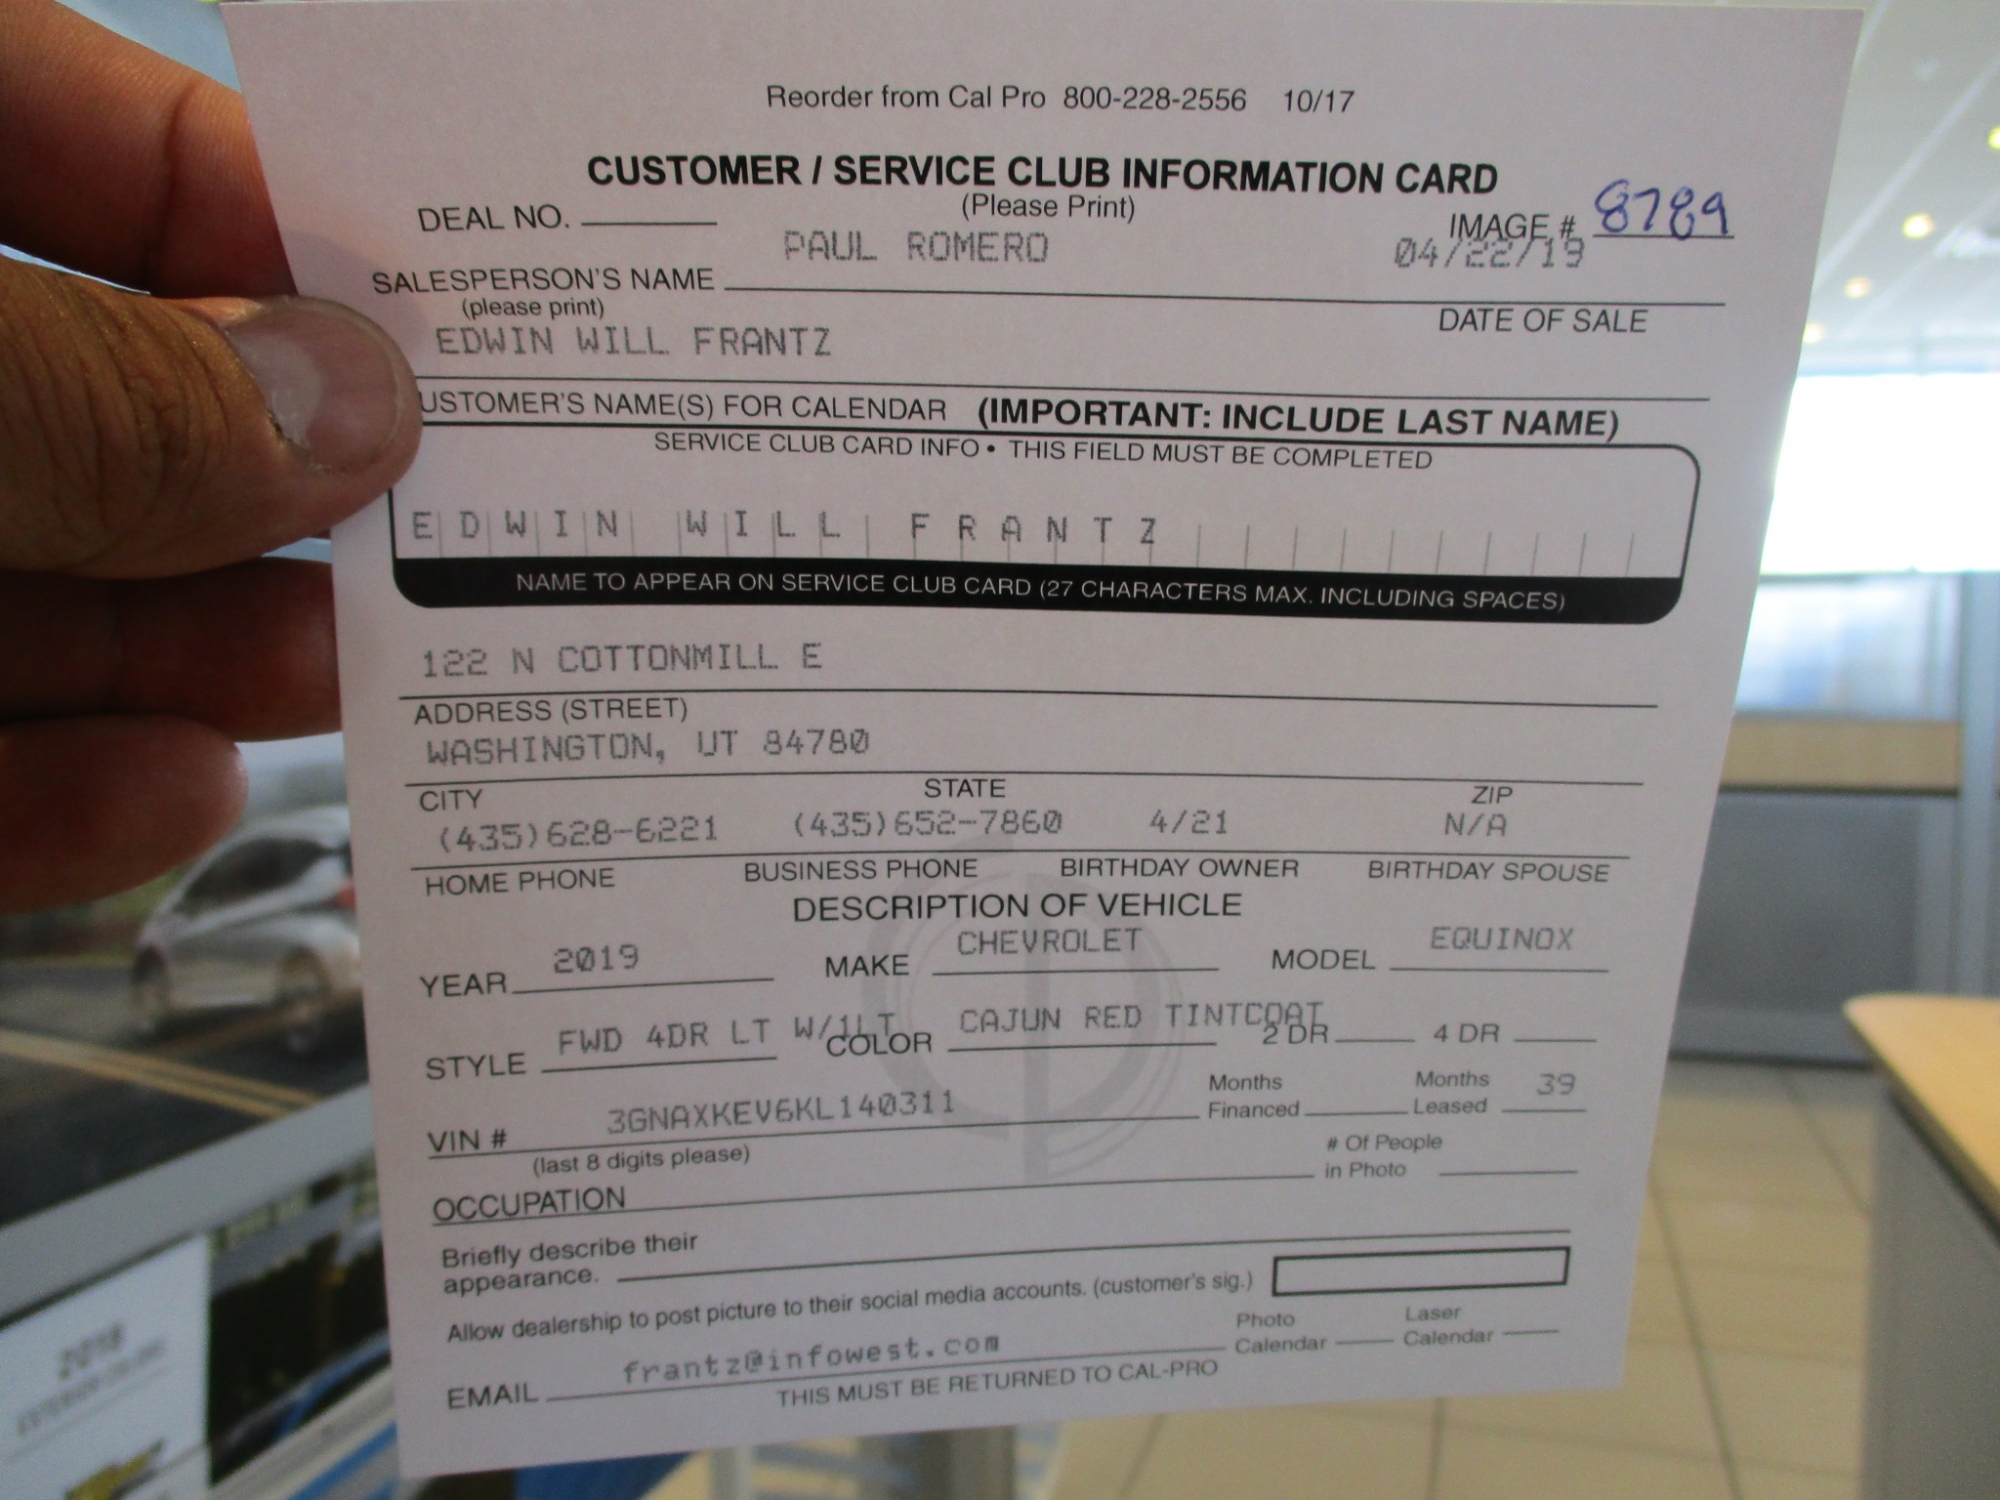 Reorder from Cal Pro 800-228-2556 10/17
CUSTOMER / SERVICE CLUB INFORMATION CARD
(Please Print)
DEAL NO. IMAGE # 8789
PAUL ROMERO 04/22/19
SALESPERSON'S NAME
(please print) DATE OF SALE
EDWIN WILL FRANTZ
USTOMER'S NAME(S) FOR CALENDAR (IMPORTANT: INCLUDE LAST NAME)
SERVICE CLUB CARD INFO • THIS FIELD MUST BE COMPLETED
EDWIN WILL FRANTZ
NAME TO APPEAR ON SERVICE CLUB CARD (27 CHARACTERS MAX. INCLUDING SPACES)
122 N COTTONMILL E
ADDRESS (STREET)
WASHINGTON, UT 84780
CITY STATE ZIP
(435)628-6221 (435)652-7860 4/21 N/A
HOME PHONE BUSINESS PHONE BIRTHDAY OWNER BIRTHDAY SPOUSE
DESCRIPTION OF VEHICLE
YEAR 2019 MAKE CHEVROLET MODEL EQUINOX
STYLE FWD 4DR LT W/1LT COLOR CAJUN RED TINTCOAT 2 DR 4 DR
VIN # 3GNAXKEV6KL140311 Months Financed Months Leased 39
(last 8 digits please)
OCCUPATION # Of People in Photo
Briefly describe their
appearance.
Allow dealership to post picture to their social media accounts. (customer's sig.)
EMAIL frantz@infowest.com Photo Calendar Laser Calendar
THIS MUST BE RETURNED TO CAL-PRO